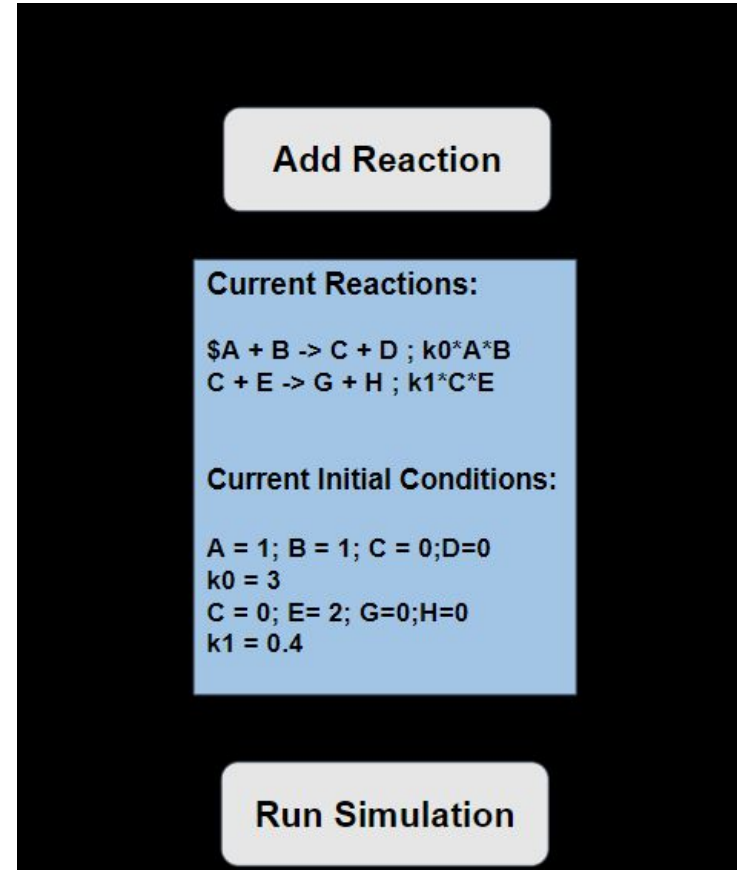 Add Reaction
Current Reactions:
$A + B -> C + D ; k0*A*B
C + E -> G + H ; k1*C*E
Current Initial Conditions:
A = 1; B = 1; C = 0;D=0
k0 = 3
C = 0; E= 2; G=0;H=0
k1 = 0.4
Run Simulation